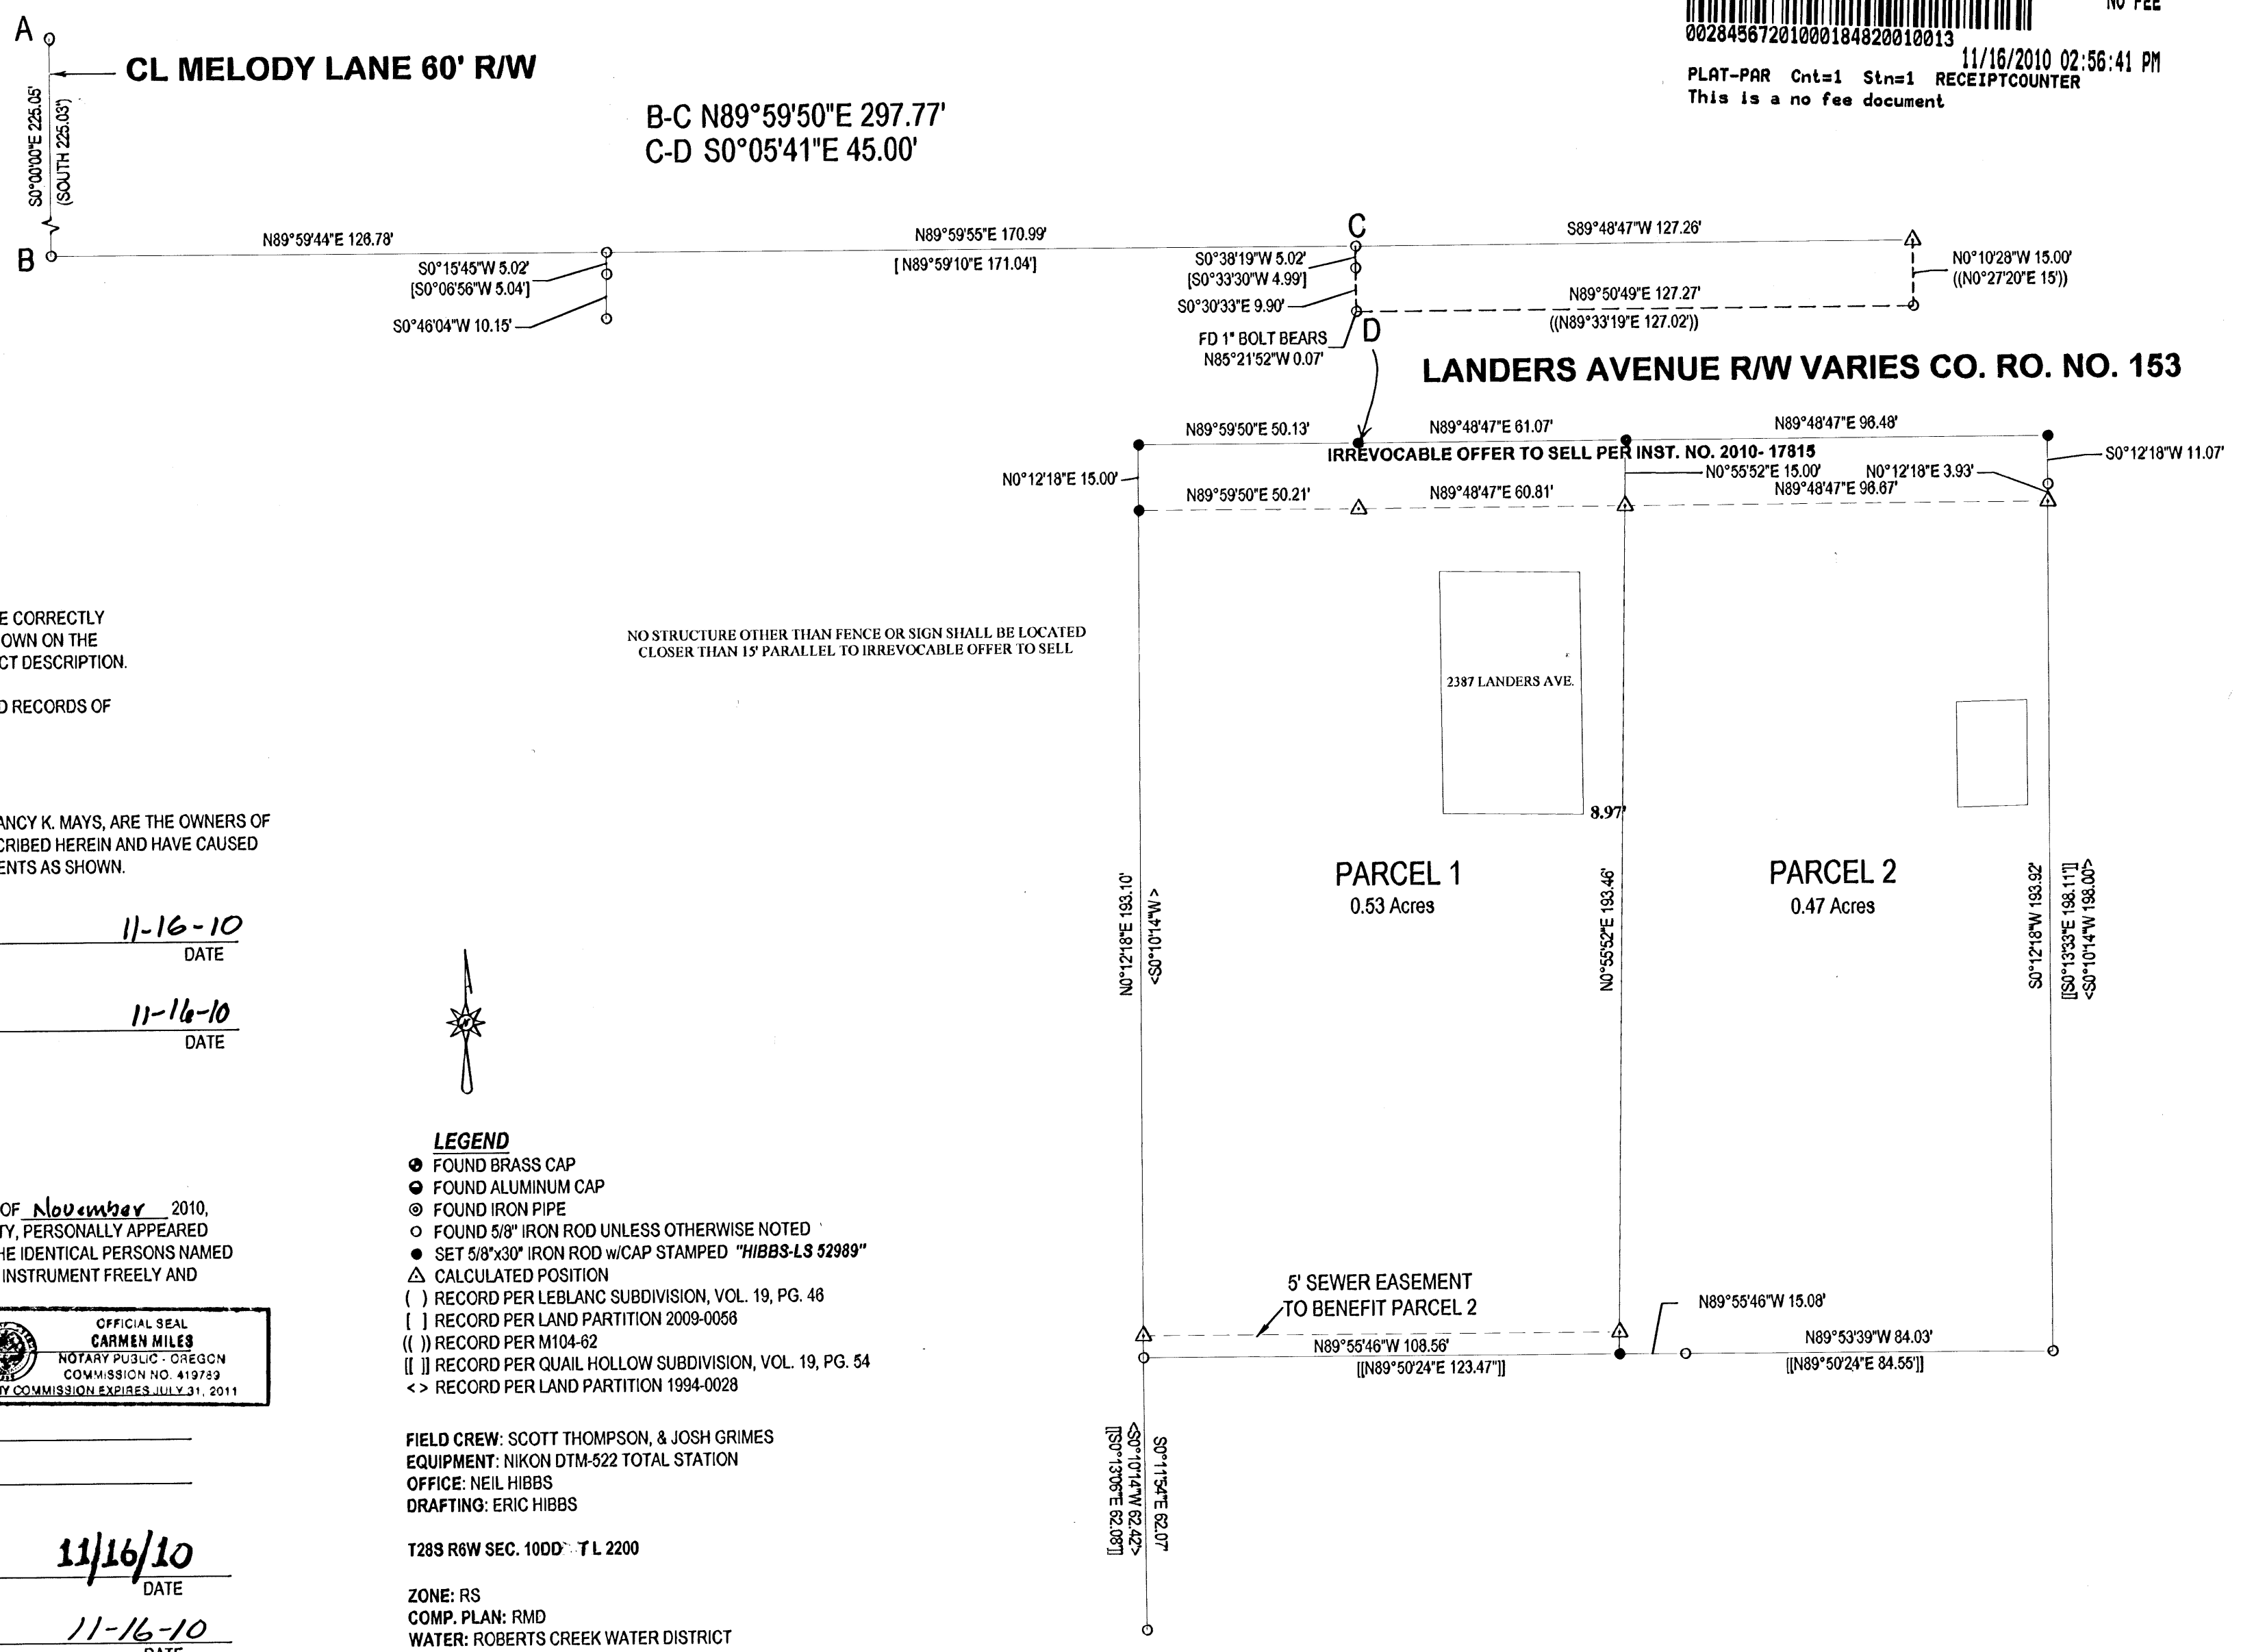 NO FEE
00284567201000184820010013
11/16/2010 02:56:41 PM
PLAT-PAR Cnt=1 Stn=1 RECEIPTCOUNTER
This is a no fee document
A
CL MELODY LANE 60' R/W
S0°00'00"E 225.05'
(SOUTH 225.03')
B-C N89°59'50"E 297.77'
C-D S0°05'41"E 45.00'
B
N89°59'44"E 126.78'
S0°15'45"W 5.02'
[S0°06'56"W 5.04']
S0°46'04"W 10.15'
N89°59'55"E 170.99'
[ N89°59'10"E 171.04']
C
S0°38'19"W 5.02'
[S0°33'30"W 4.99']
S0°30'33"E 9.90'
FD 1" BOLT BEARS
N85°21'52"W 0.07'
D
S89°48'47"W 127.26'
N0°10'28"W 15.00'
((N0°27'20"E 15'))
N89°50'49"E 127.27'
((N89°33'19"E 127.02'))
LANDERS AVENUE R/W VARIES CO. RO. NO. 153
N89°59'50"E 50.13'
N89°48'47"E 61.07'
N89°48'47"E 96.48'
IRREVOCABLE OFFER TO SELL PER INST. NO. 2010- 17815
S0°12'18"W 11.07'
N0°12'18"E 15.00'
N0°55'52"E 15.00'
N0°12'18"E 3.93'
N89°59'50"E 50.21'
N89°48'47"E 60.81'
N89°48'47"E 96.67'
E CORRECTLY
OWN ON THE
CT DESCRIPTION.
D RECORDS OF
NO STRUCTURE OTHER THAN FENCE OR SIGN SHALL BE LOCATED
CLOSER THAN 15' PARALLEL TO IRREVOCABLE OFFER TO SELL
2387 LANDERS AVE.
8.97'
ANCY K. MAYS, ARE THE OWNERS OF
CRIBED HEREIN AND HAVE CAUSED
ENTS AS SHOWN.
11-16-10
DATE
11-16-10
DATE
N
PARCEL 1
0.53 Acres
PARCEL 2
0.47 Acres
N0°12'18"E 193.10'
<S0°10'14"W >
N0°55'52"E 193.46'
S0°12'18"W 193.92'
[[S0°13'33"E 198.11']]
<S0°10'14"W 198.00'>
LEGEND
FOUND BRASS CAP
FOUND ALUMINUM CAP
FOUND IRON PIPE
FOUND 5/8" IRON ROD UNLESS OTHERWISE NOTED
SET 5/8"x30" IRON ROD w/CAP STAMPED "HIBBS-LS 52989"
CALCULATED POSITION
( ) RECORD PER LEBLANC SUBDIVISION, VOL. 19, PG. 46
[ ] RECORD PER LAND PARTITION 2009-0056
(( )) RECORD PER M104-62
[[ ]] RECORD PER QUAIL HOLLOW SUBDIVISION, VOL. 19, PG. 54
< > RECORD PER LAND PARTITION 1994-0028
OF November 2010,
TY, PERSONALLY APPEARED
HE IDENTICAL PERSONS NAMED
INSTRUMENT FREELY AND
OFFICIAL SEAL
CARMEN MILES
NOTARY PUBLIC - OREGON
COMMISSION NO. 419789
Y COMMISSION EXPIRES JULY 31, 2011
5' SEWER EASEMENT
TO BENEFIT PARCEL 2
N89°55'46"W 108.56'
[[N89°50'24"E 123.47"]]
N89°55'46"W 15.08'
N89°53'39"W 84.03'
[[N89°50'24"E 84.55']]
[[S0°13'06"E 62.08']]
<S0°10'14"W 62.42'>
S0°11'54"E 62.07'
FIELD CREW: SCOTT THOMPSON, & JOSH GRIMES
EQUIPMENT: NIKON DTM-522 TOTAL STATION
OFFICE: NEIL HIBBS
DRAFTING: ERIC HIBBS
T28S R6W SEC. 10DD TL 2200
ZONE: RS
COMP. PLAN: RMD
WATER: ROBERTS CREEK WATER DISTRICT
11/16/10
DATE
11-16-10
DATE